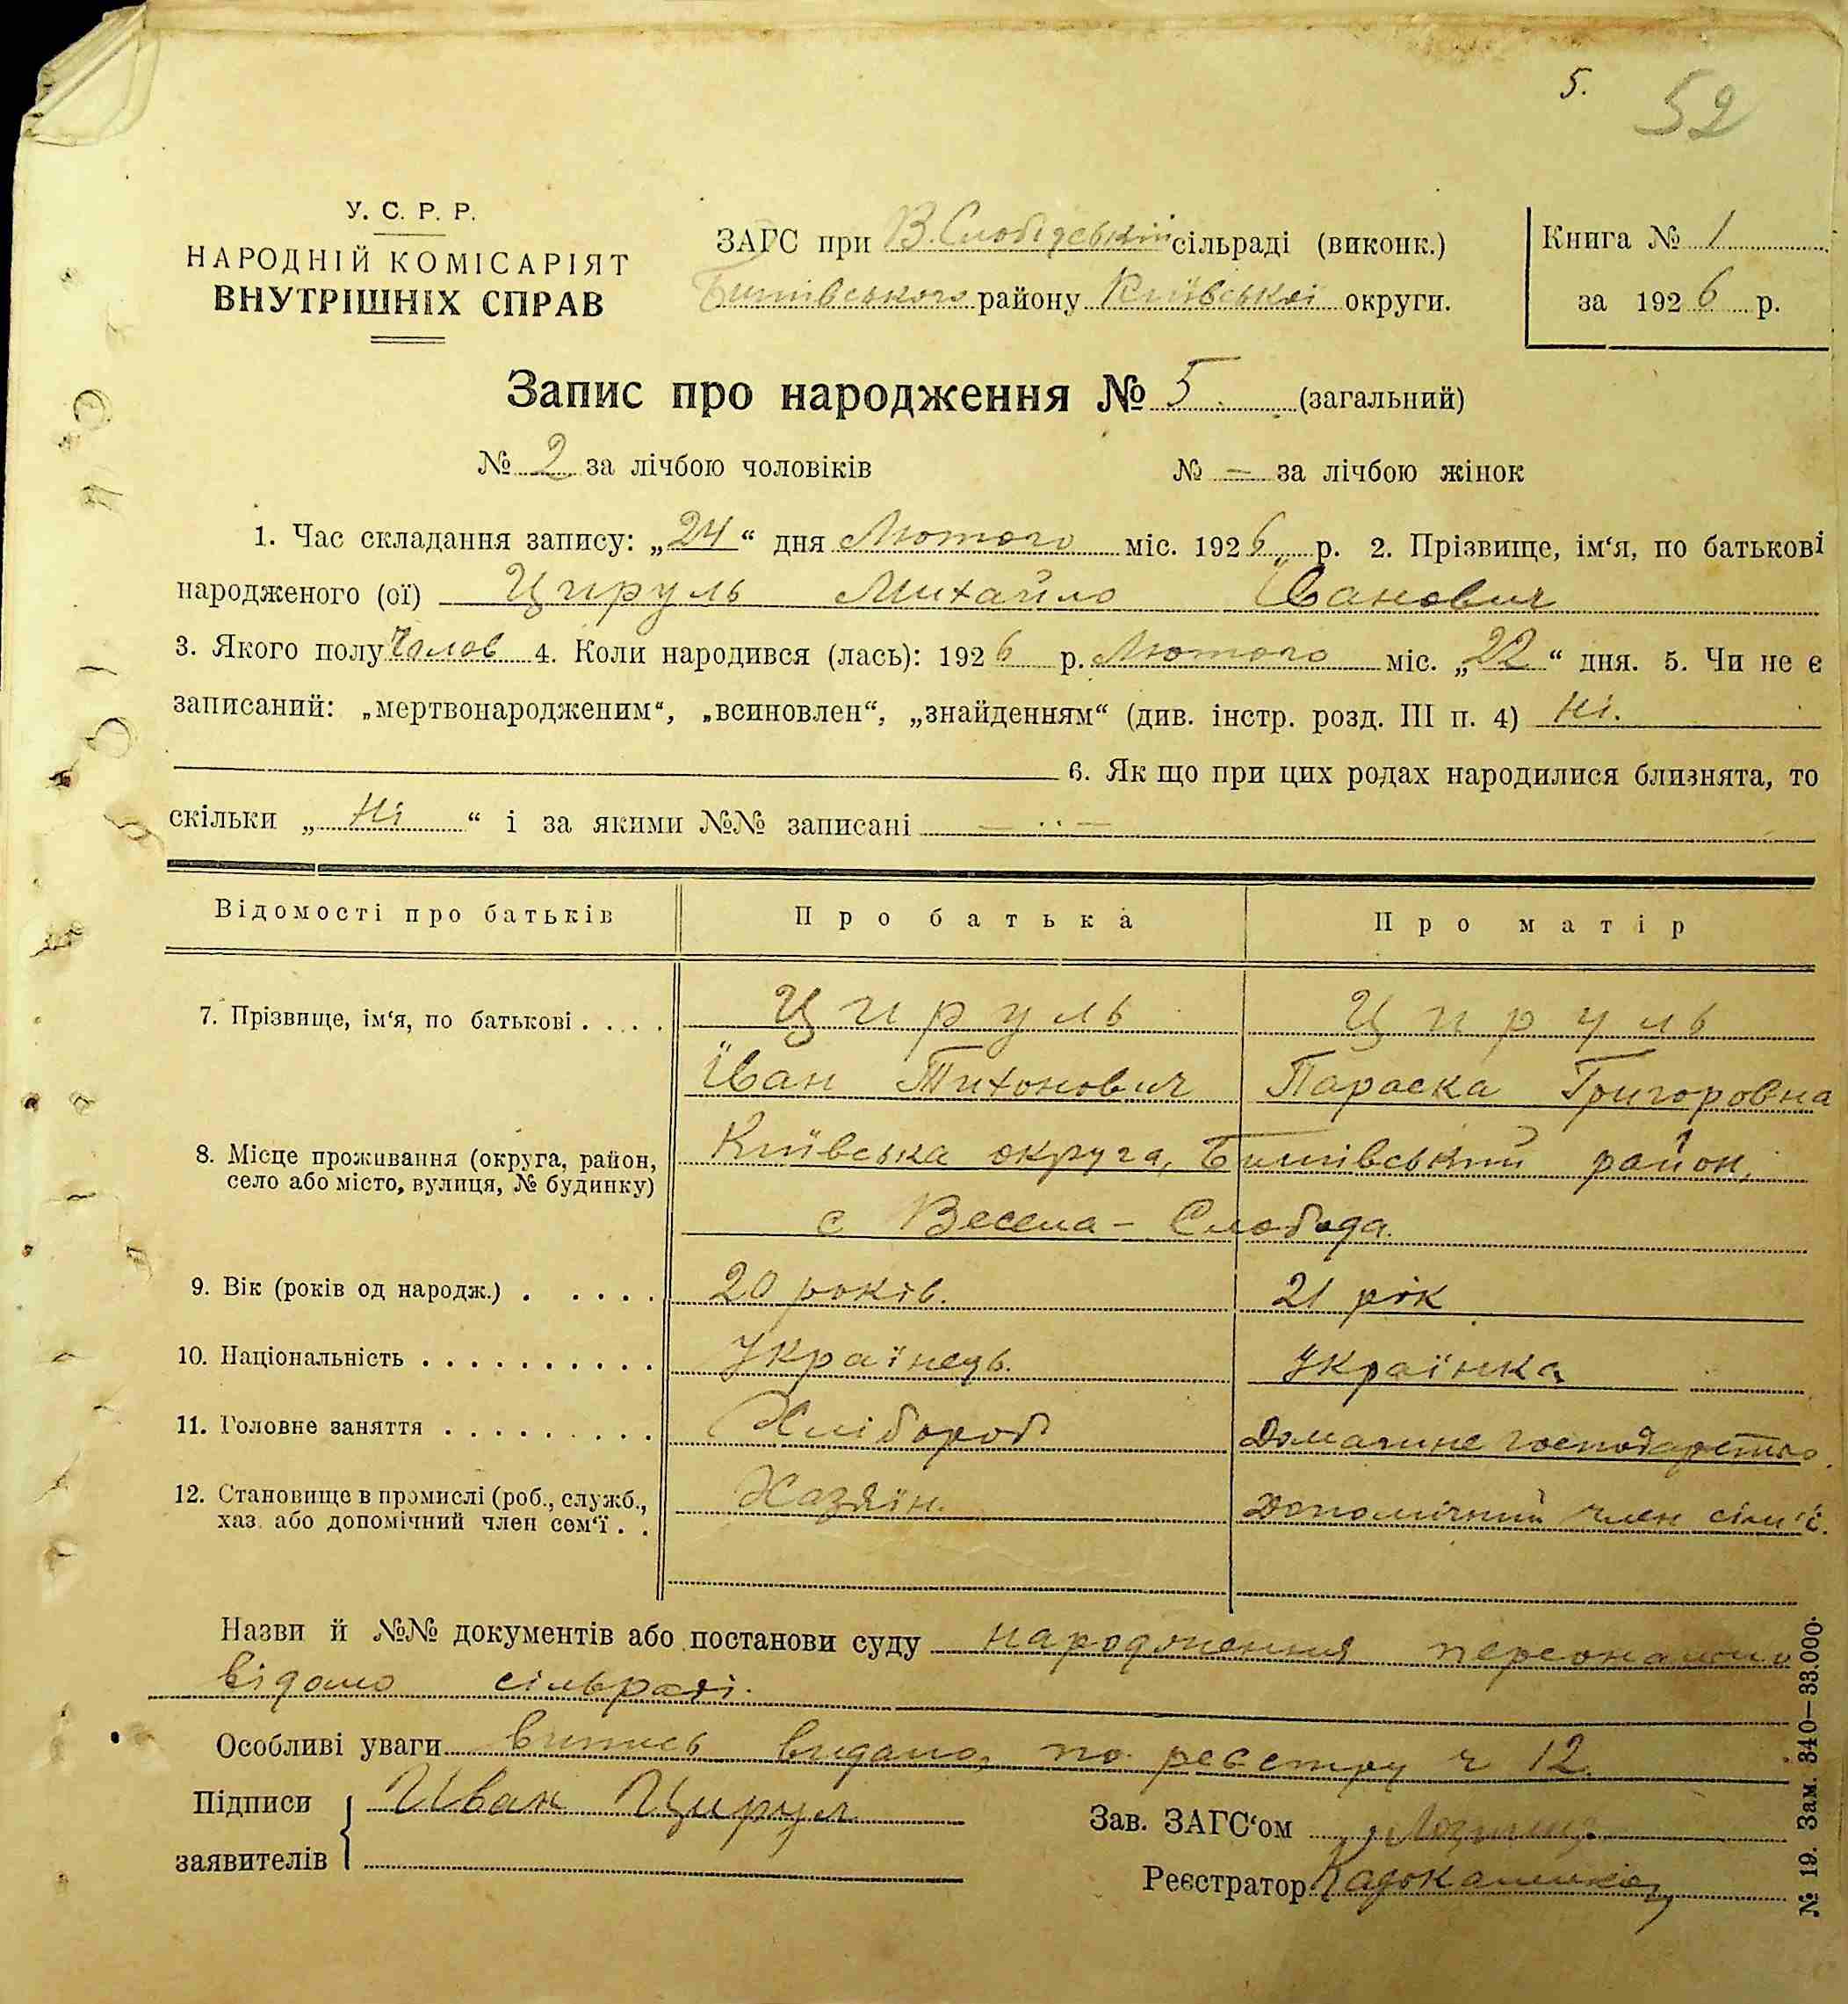 5. 52
У. С. Р. Р.
НАРОДНІЙ КОМІСАРІЯТ
ВНУТРІШНІХ СПРАВ
ЗАГС при В. Слобідській сільраді (виконк.)
Бишівського району Київської округи.
Книга № 1
за 1926 р.
Запис про народження № 5 (загальний)
№ 2 за лічбою чоловіків № — за лічбою жінок
1. Час складання запису: „24“ дня Лютого міс. 1926 р. 2. Прізвище, ім‘я, по батькові
народженого (ої) Цируль Михайло Іванович
3. Якого полу Чолов 4. Коли народився (лась): 1926 р. Лютого міс. „22“ дня. 5. Чи не є
записаний: „мертвонародженим“, „всиновлен“, „знайденням“ (див. інстр. розд. III п. 4) Ні.
6. Як що при цих родах народилися близнята, то
скільки „Ні“ і за якими №№ записані —
Відомості про батьків Про батька Про матір
7. Прізвище, ім‘я, по батькові . . . . Цируль Цируль
Іван Тихонович Параска Григоровна
8. Місце проживання (округа, район, Київська округа, Бишівський район,
село або місто, вулиця, № будинку)
с Весела – Слобода.
9. Вік (років од народж.) . . . . . 20 років. 21 рік
10. Національність . . . . . . . . . . Українець. Українка
11. Головне заняття . . . . . . . . . Хлібороб Домашнє господарство.
12. Становище в промислі (роб., служб., Хазяїн. Допомічний член сім'ї.
хаз. або допомічний член сем‘ї . .
Назви й №№ документів або постанови суду народження персонально
відомо сільраді.
Особливі уваги випись видано, по реєстру ч 12.
Підписи Иван Цирул
заявителів
Зав. ЗАГС‘ом
Реєстратор
№ 19. Зам. 340—33.000.